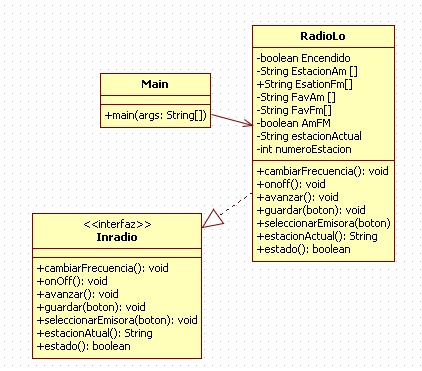 Main
+main(args: String[])
RadioLo
-boolean Encendido
-String EstacionAm []
+String EsationFm[]
-String FavAm []
-String FavFm[]
-boolean AmFM
-String estacionActual
-int numeroEstacion
+cambiarFrecuencia(): void
+onoff(): void
+avanzar(): void
+guardar(boton): void
+seleccionarEmisora(boton)
+estacionActual(): String
+estado(): boolean
<<interfaz>>
Inradio
+cambiarFrecuencia(): void
+onOff(): void
+avanzar(): void
+guardar(boton): void
+seleccionarEmisora(boton): void
+estacionAtual(): String
+estado(): boolean